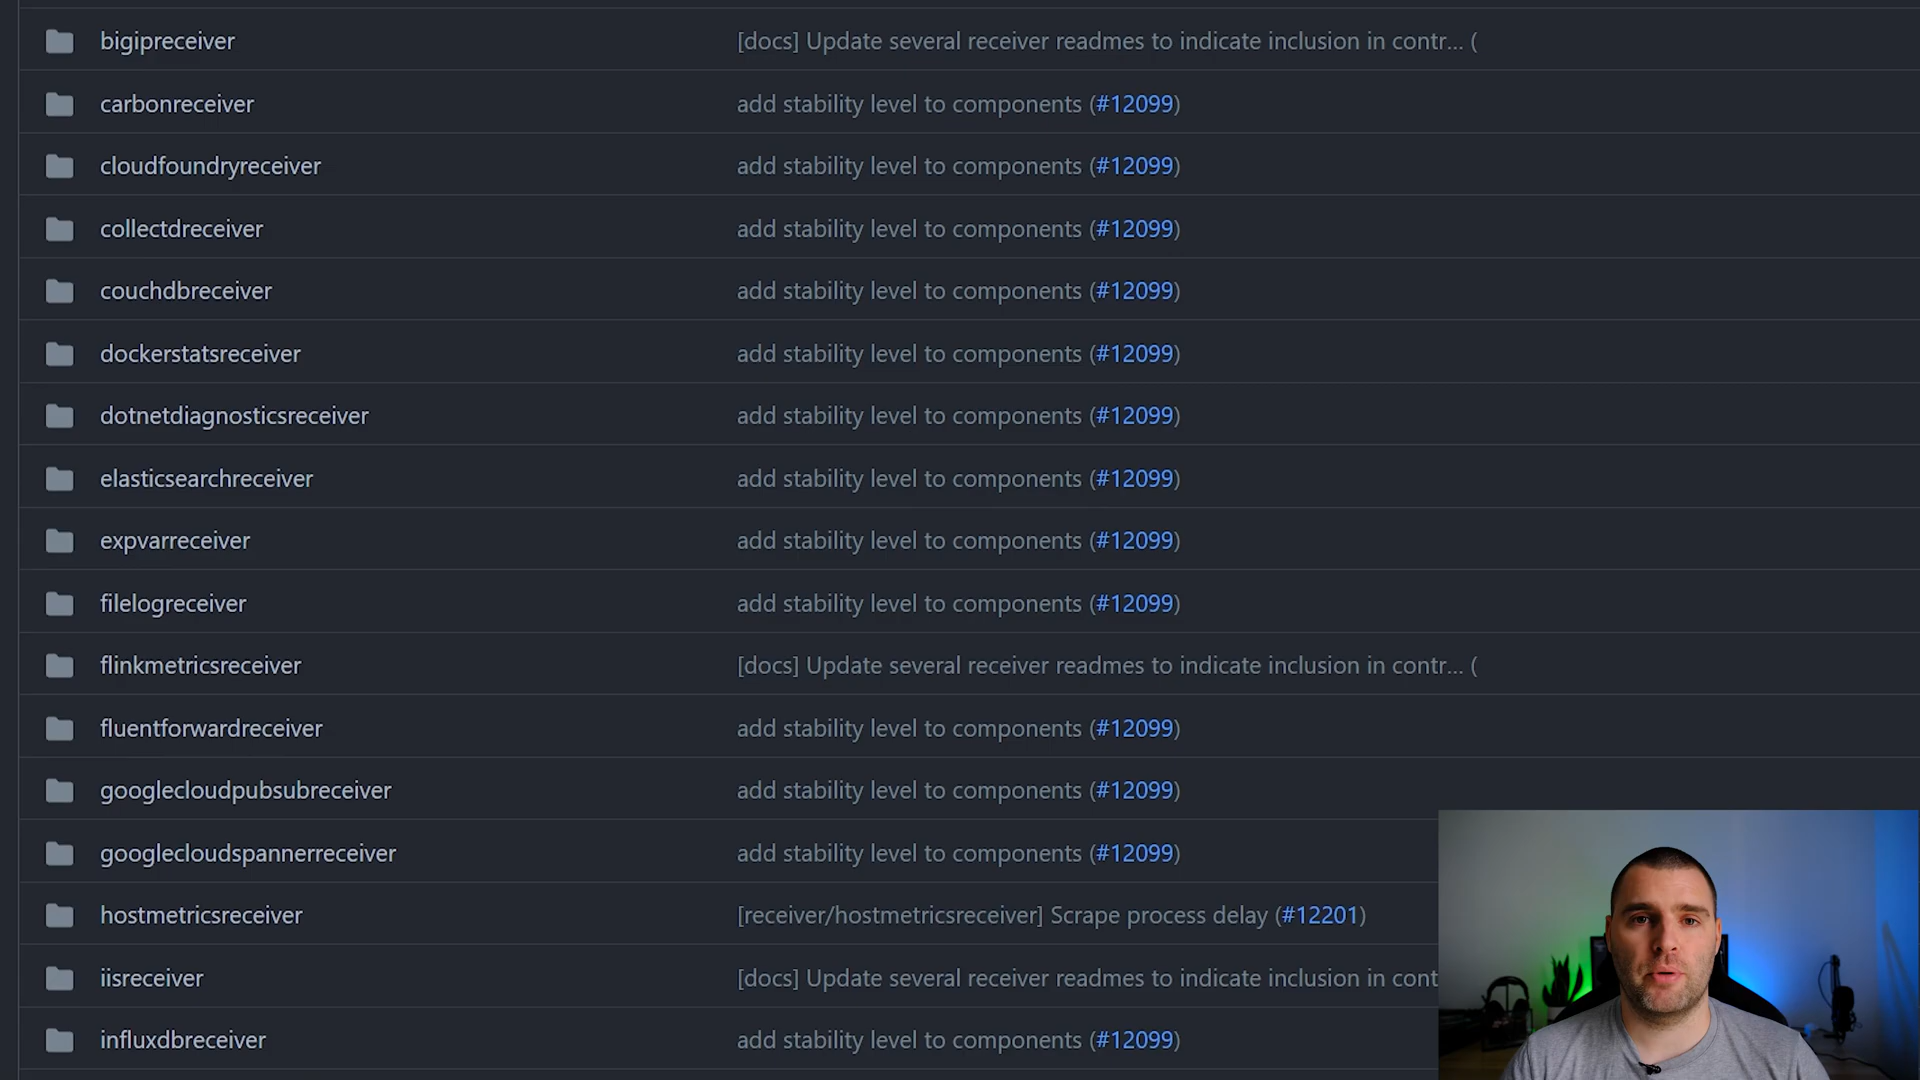 bigipreceiver [docs] Update several receiver readmes to indicate inclusion in contr... (
carbonreceiver add stability level to components (#12099)
cloudfoundryreceiver add stability level to components (#12099)
collectdreceiver add stability level to components (#12099)
couchdbreceiver add stability level to components (#12099)
dockerstatsreceiver add stability level to components (#12099)
dotnetdiagnosticsreceiver add stability level to components (#12099)
elasticsearchreceiver add stability level to components (#12099)
expvarreceiver add stability level to components (#12099)
filelogreceiver add stability level to components (#12099)
flinkmetricsreceiver [docs] Update several receiver readmes to indicate inclusion in contr... (
fluentforwardreceiver add stability level to components (#12099)
googlecloudpubsubreceiver add stability level to components (#12099)
googlecloudspannerreceiver add stability level to components (#12099)
hostmetricsreceiver [receiver/hostmetricsreceiver] Scrape process delay (#12201)
iisreceiver [docs] Update several receiver readmes to indicate inclusion in cont
influxdbreceiver add stability level to components (#12099)